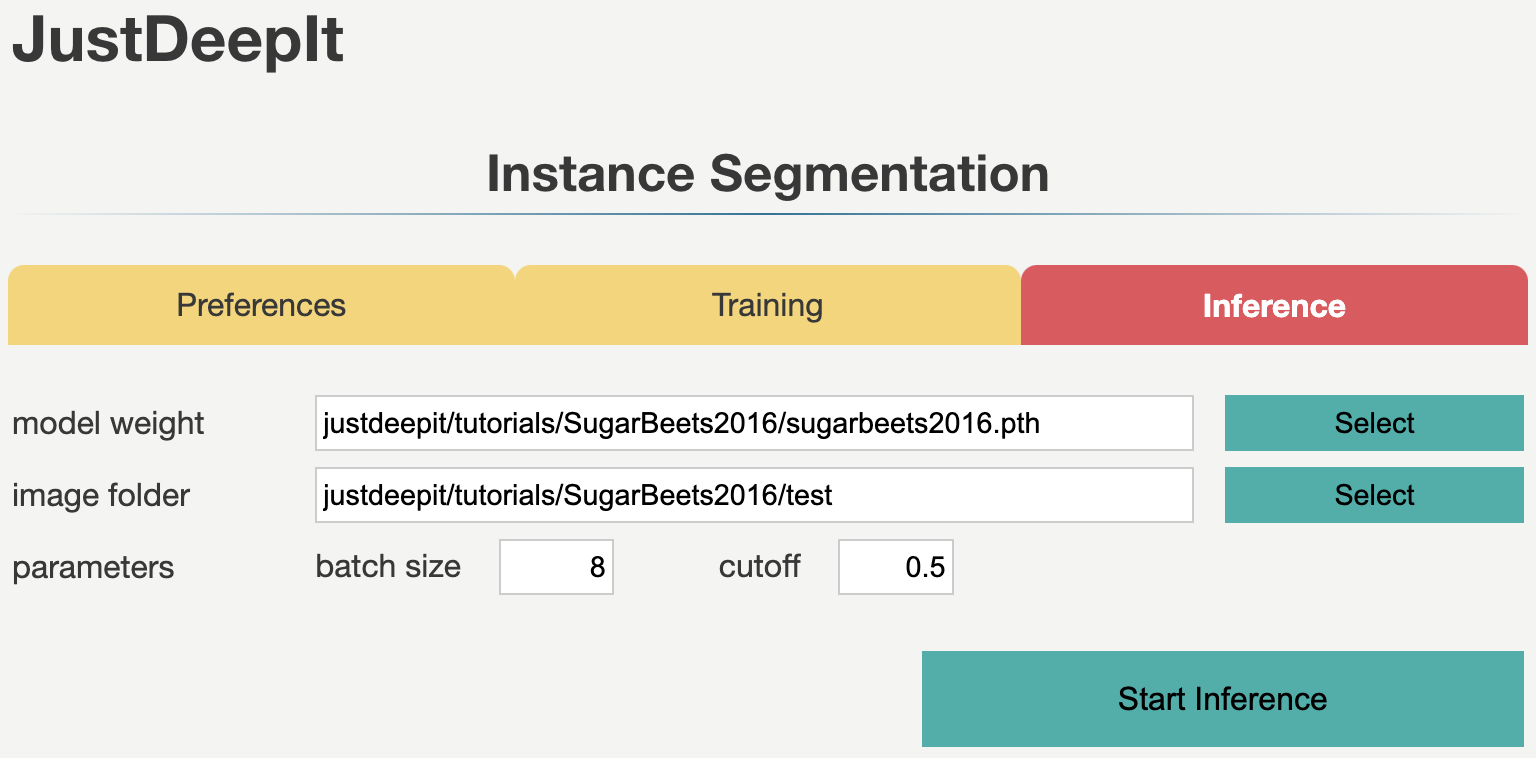 JustDeepIt
Instance Segmentation
Preferences Training Inference
model weight justdeepit/tutorials/SugarBeets2016/sugarbeets2016.pth Select
image folder justdeepit/tutorials/SugarBeets2016/test Select
parameters batch size 8 cutoff 0.5
Start Inference